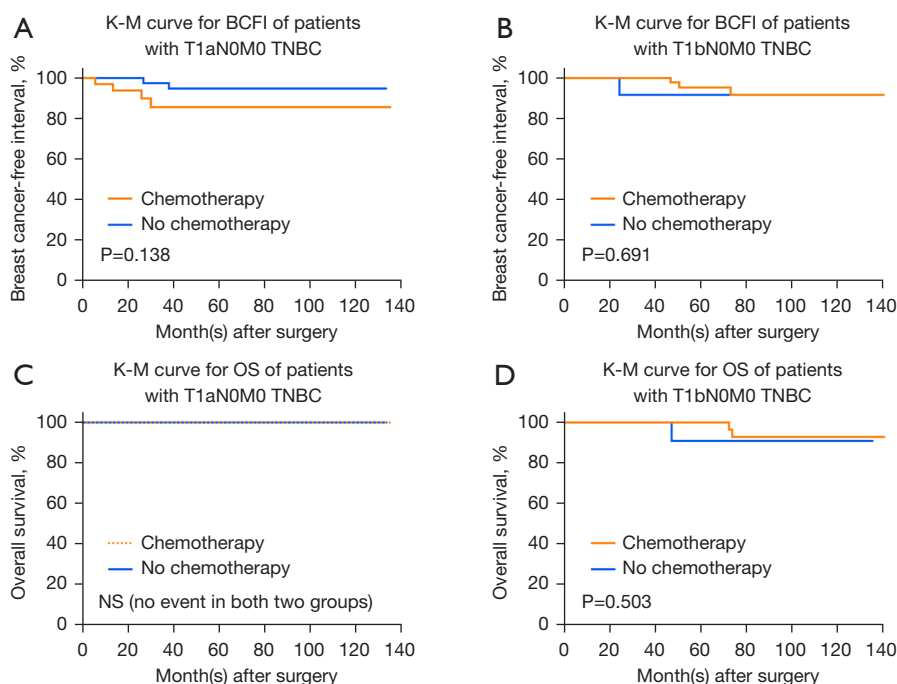 A
K-M curve for BCFI of patients
with T1aN0M0 TNBC
Breast cancer-free interval, %
100
80
60
40
20
0
Chemotherapy
No chemotherapy
P=0.138
0 20 40 60 80 100 120 140
Month(s) after surgery
B
K-M curve for BCFI of patients
with T1bN0M0 TNBC
Breast cancer-free interval, %
100
80
60
40
20
0
Chemotherapy
No chemotherapy
P=0.691
0 20 40 60 80 100 120 140
Month(s) after surgery
C
K-M curve for OS of patients
with T1aN0M0 TNBC
Overall survival, %
100
80
60
40
20
0
Chemotherapy
No chemotherapy
NS (no event in both two groups)
0 20 40 60 80 100 120 140
Month(s) after surgery
D
K-M curve for OS of patients
with T1bN0M0 TNBC
Overall survival, %
100
80
60
40
20
0
Chemotherapy
No chemotherapy
P=0.503
0 20 40 60 80 100 120 140
Month(s) after surgery